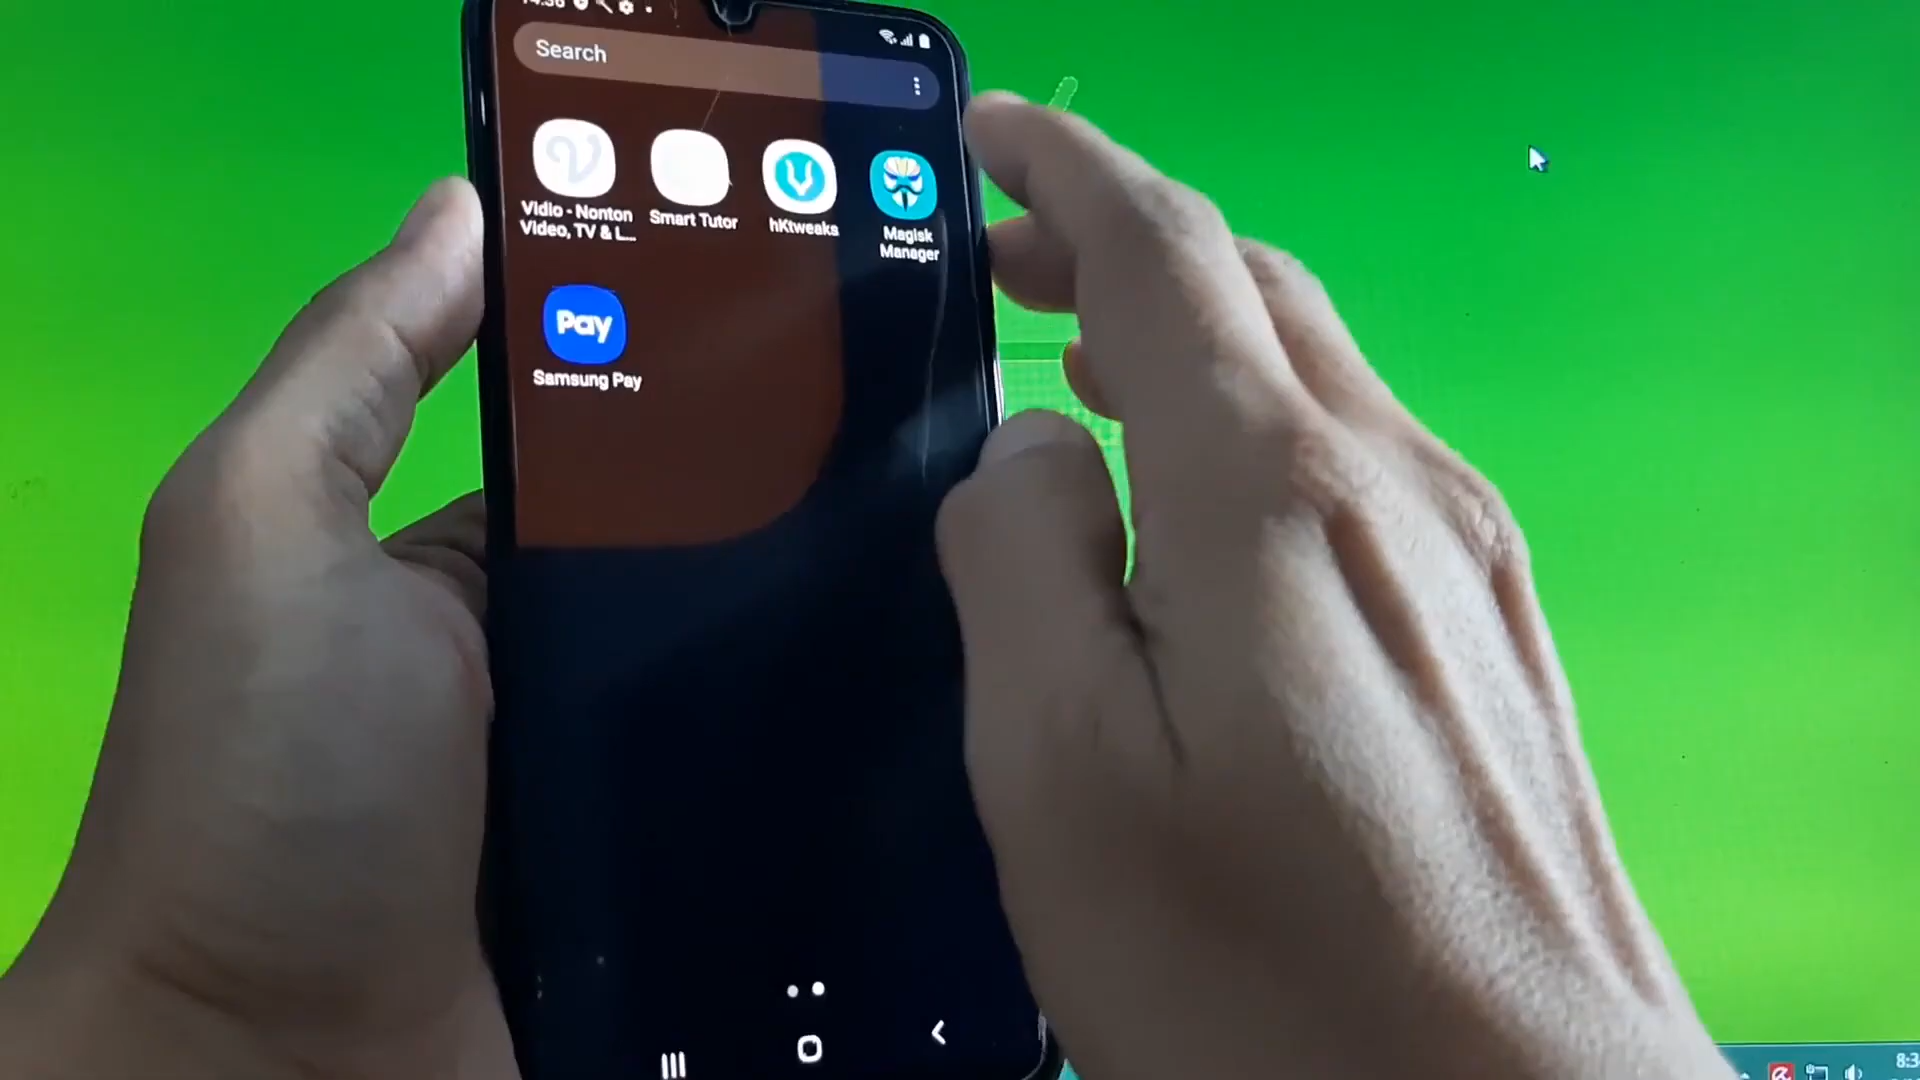 Search
Vidio - Nonton
Video, TV & L...
Smart Tutor
hKtweaks
Magisk
Manager
Pay
Samsung Pay